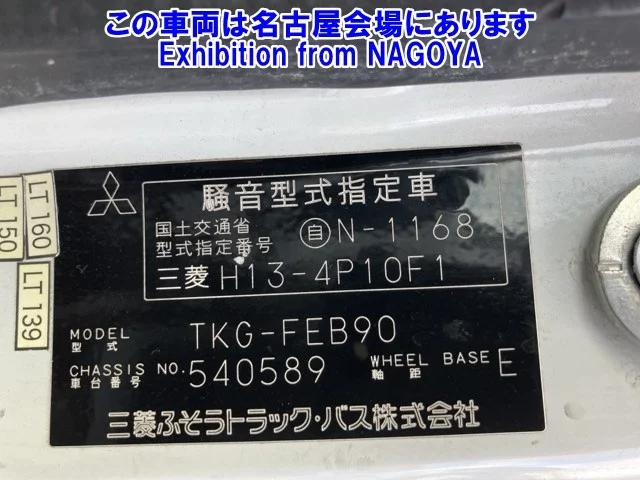 この車両は名古屋会場にあります
Exhibition from NAGOYA
LT 160
LT 150
LT 139
騒音型式指定車
国土交通省
型式指定番号
自 N-1168
三菱 H13-4P10F1
MODEL
型式
TKG-FEB90
CHASSIS NO.
車台番号
540589
WHEEL BASE
軸距
E
三菱ふそうトラック・バス株式会社